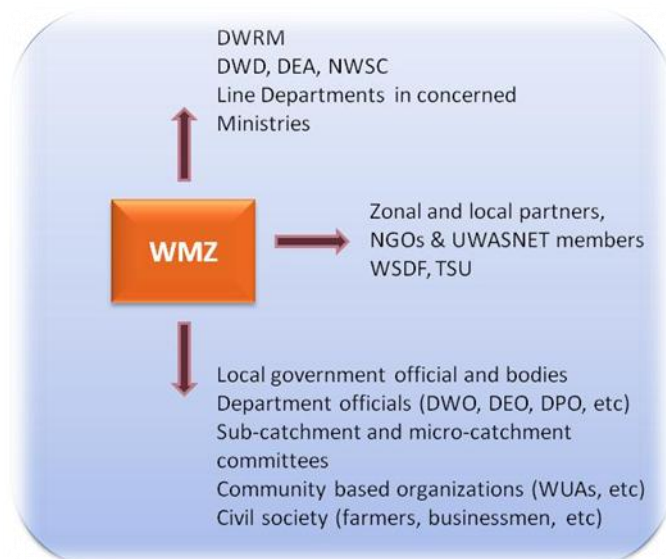 DWRM
DWD, DEA, NWSC
Line Departments in concerned
Ministries
WMZ
Zonal and local partners,
NGOs & UWASNET members
WSDF, TSU
Local government official and bodies
Department officials (DWO, DEO, DPO, etc)
Sub-catchment and micro-catchment
committees
Community based organizations (WUAs, etc)
Civil society (farmers, businessmen, etc)